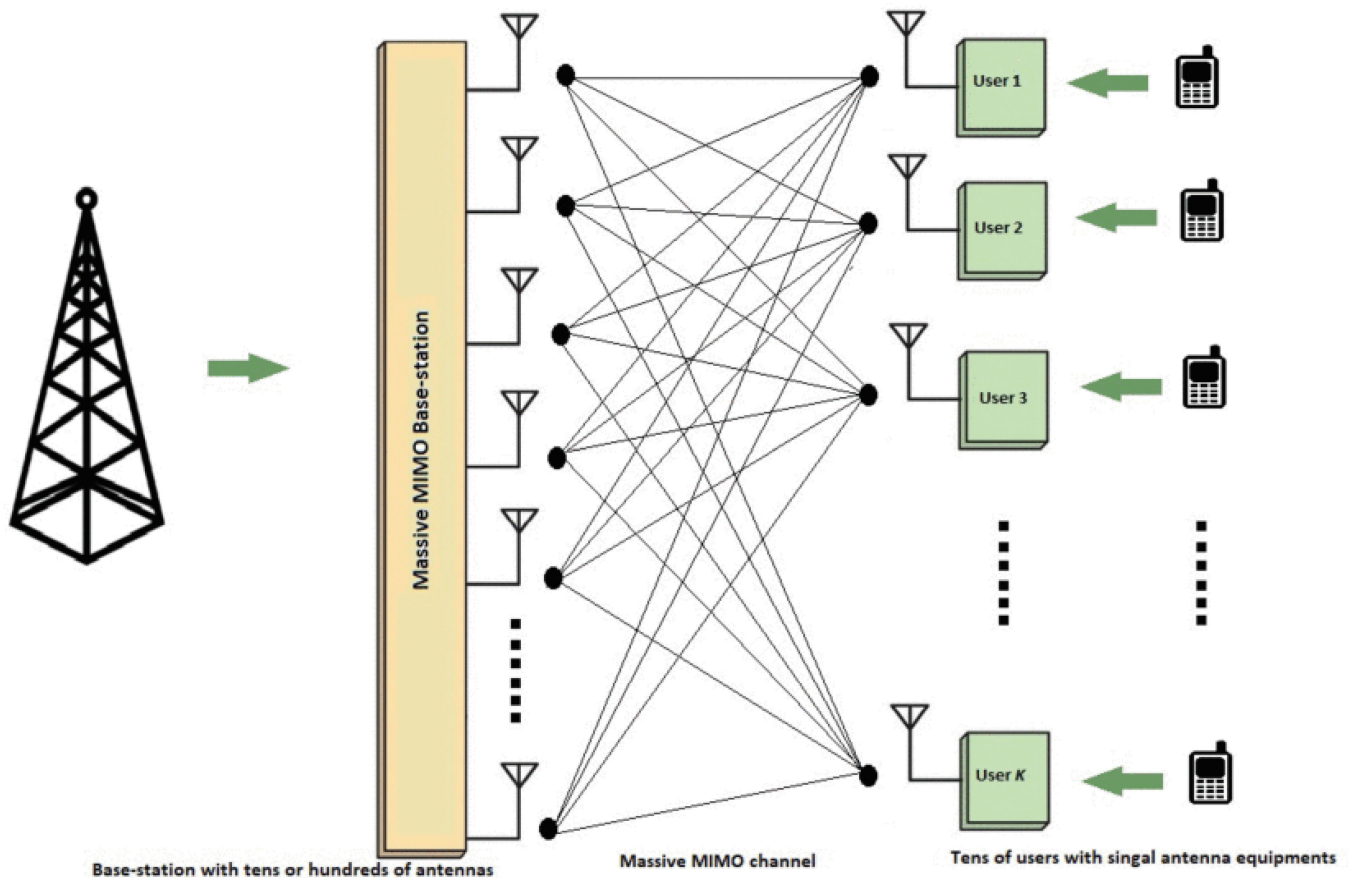 Massive MIMO Base-station
User 1
User 2
User 3
User K
Base-station with tens or hundreds of antennas
Massive MIMO channel
Tens of users with singal antenna equipments